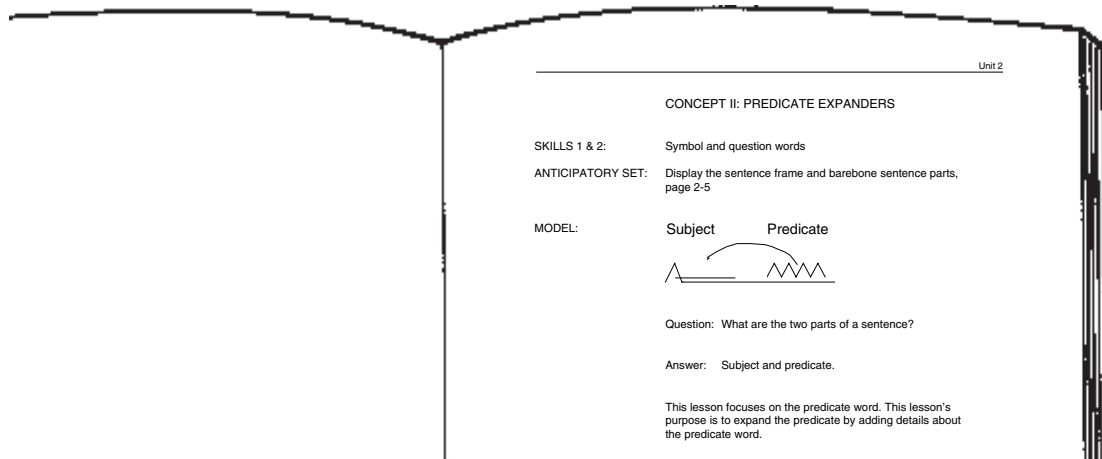 Unit 2
CONCEPT II: PREDICATE EXPANDERS
SKILLS 1 & 2: Symbol and question words
ANTICIPATORY SET: Display the sentence frame and barebone sentence parts,
page 2-5
MODEL: Subject Predicate
Question: What are the two parts of a sentence?
Answer: Subject and predicate.
This lesson focuses on the predicate word. This lesson's
purpose is to expand the predicate by adding details about
the predicate word.